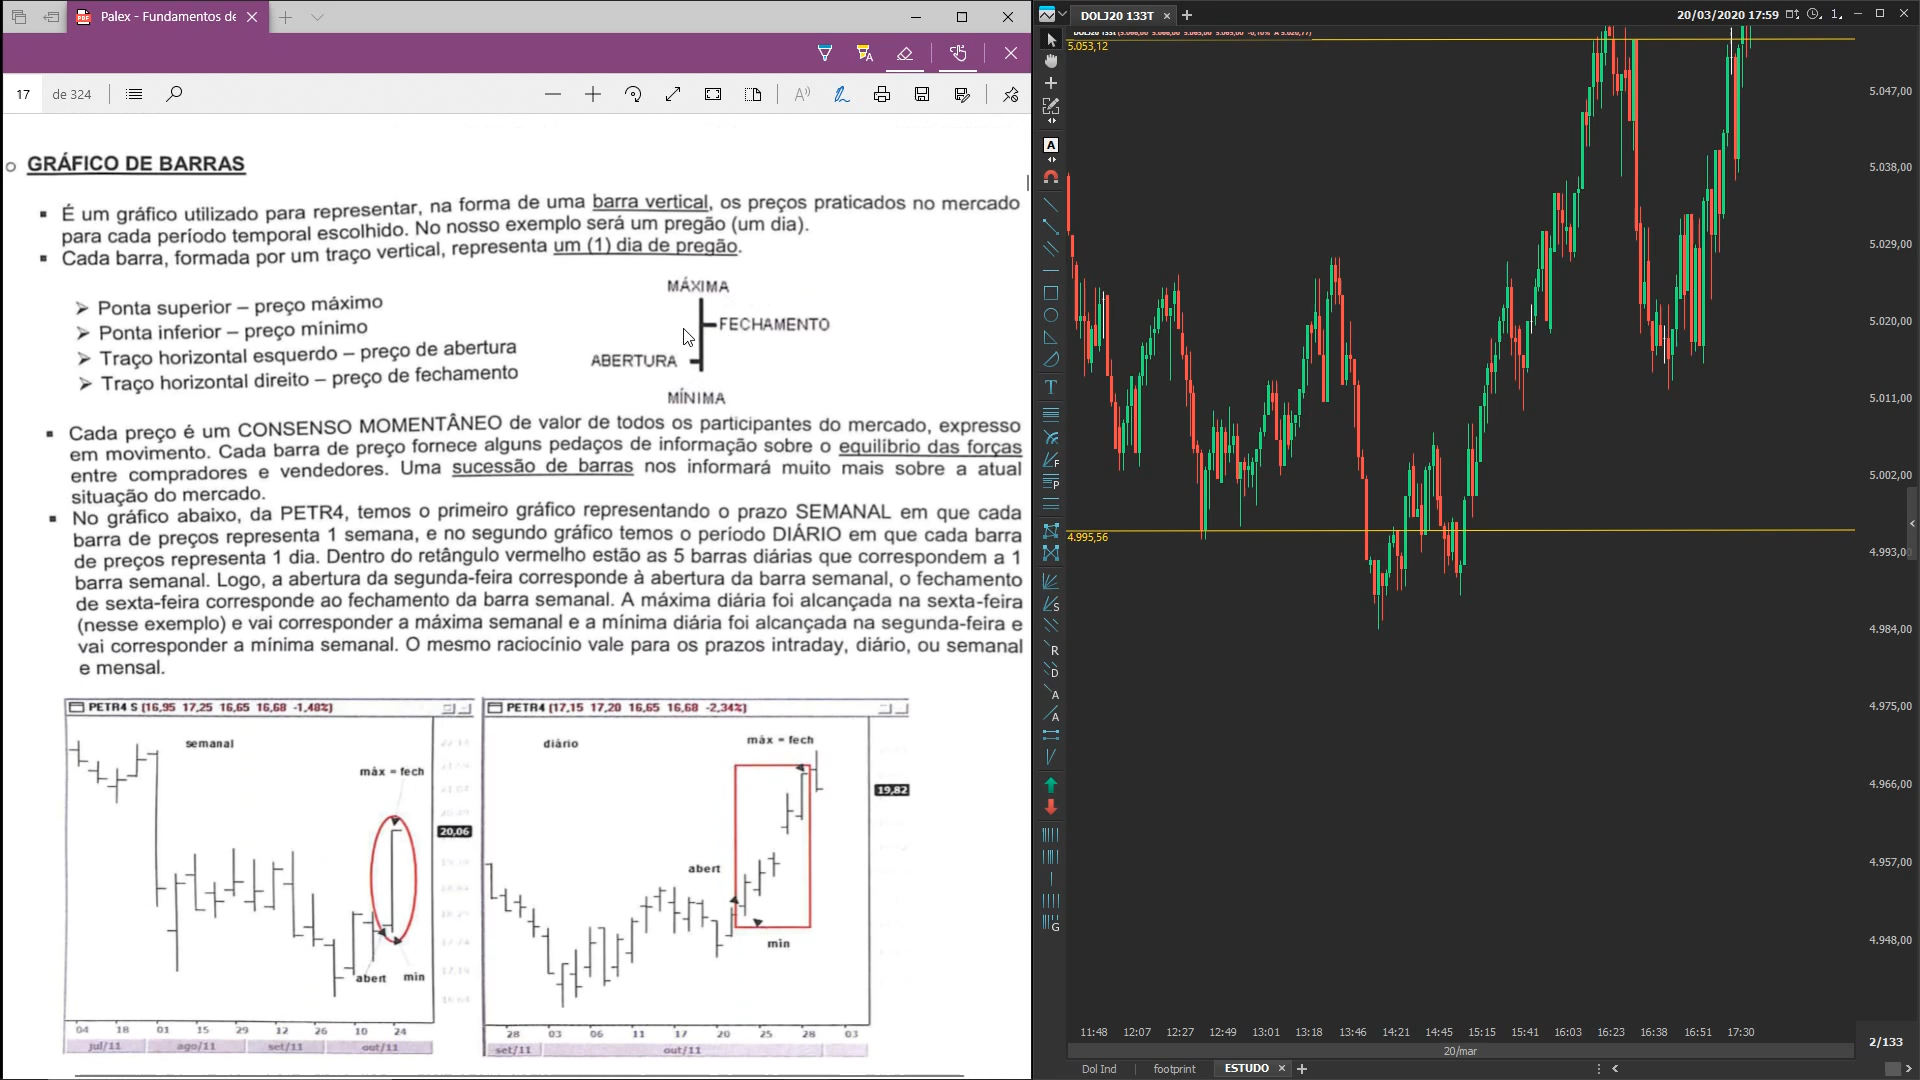 Palex - Fundamentos de
17
de 324
GRÁFICO DE BARRAS
É um gráfico utilizado para representar, na forma de uma barra vertical, os preços praticados no mercado
para cada período temporal escolhido. No nosso exemplo será um pregão (um dia).
Cada barra, formada por um traço vertical, representa um (1) dia de pregão.
Ponta superior – preço máximo
Ponta inferior – preço mínimo
Traço horizontal esquerdo – preço de abertura
Traço horizontal direito – preço de fechamento
MÁXIMA
FECHAMENTO
ABERTURA
MÍNIMA
Cada preço é um CONSENSO MOMENTÂNEO de valor de todos os participantes do mercado, expresso
em movimento. Cada barra de preço fornece alguns pedaços de informação sobre o equilíbrio das forças
entre compradores e vendedores. Uma sucessão de barras nos informará muito mais sobre a atual
situação do mercado.
No gráfico abaixo, da PETR4, temos o primeiro gráfico representando o prazo SEMANAL em que cada
barra de preços representa 1 semana, e no segundo gráfico temos o período DIÁRIO em que cada barra
de preços representa 1 dia. Dentro do retângulo vermelho estão as 5 barras diárias que correspondem a 1
barra semanal. Logo, a abertura da segunda-feira corresponde à abertura da barra semanal, o fechamento
de sexta-feira corresponde ao fechamento da barra semanal. A máxima diária foi alcançada na sexta-feira
(nesse exemplo) e vai corresponder a máxima semanal e a mínima diária foi alcançada na segunda-feira e
vai corresponder a mínima semanal. O mesmo raciocínio vale para os prazos intraday, diário, ou semanal
e mensal.
PETR4 S (16,95 17,25 16,65 16,68 -1,48%)
semanal
máx = fech
20,06
abert
min
04 18 01 15 29 12 26 10 24
jul/11 ago/11 set/11 out/11
PETR4 (17,15 17,20 16,65 16,68 -2,34%)
diário
máx = fech
19,82
abert
min
28 03 06 11 17 20 25 28 03
set/11 out/11
DOLJ20 133T
20/03/2020 17:59
5.053,12
5.047,00
5.038,00
5.029,00
5.020,00
5.011,00
5.002,00
4.995,56
4.993,00
4.984,00
4.975,00
4.966,00
4.957,00
4.948,00
11:48 12:07 12:27 12:49 13:01 13:18 13:46 14:21 14:45 15:15 15:41 16:03 16:23 16:38 16:51 17:30
20/mar
2/133
Dol Ind
footprint
ESTUDO